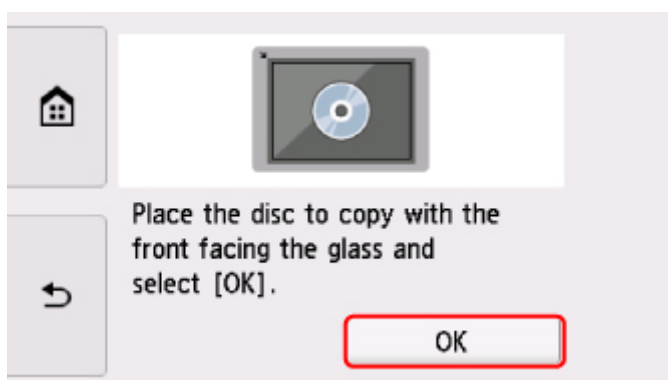 Place the disc to copy with the
front facing the glass and
select [OK].
OK